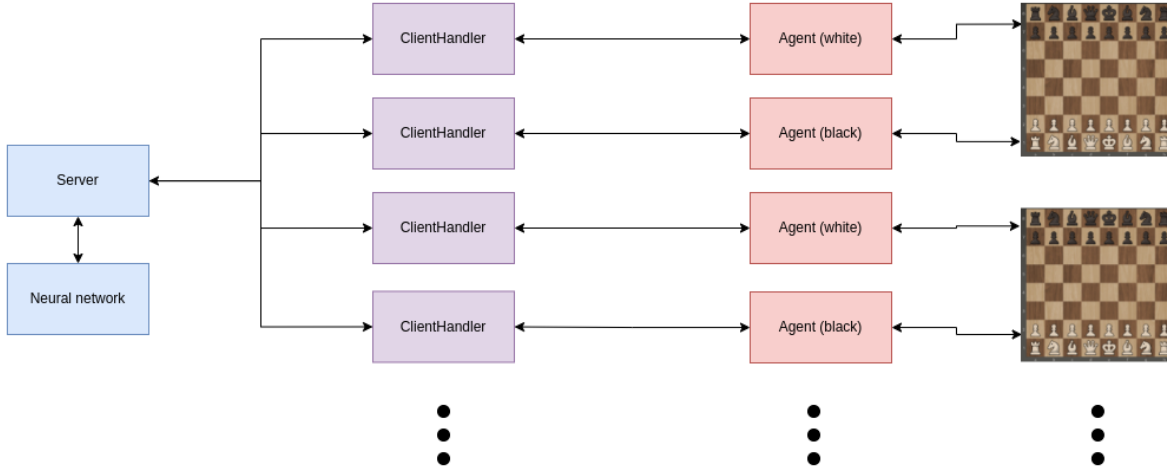 ClientHandler
Agent (white)
ClientHandler
Agent (black)
Server
ClientHandler
Agent (white)
Neural network
ClientHandler
Agent (black)